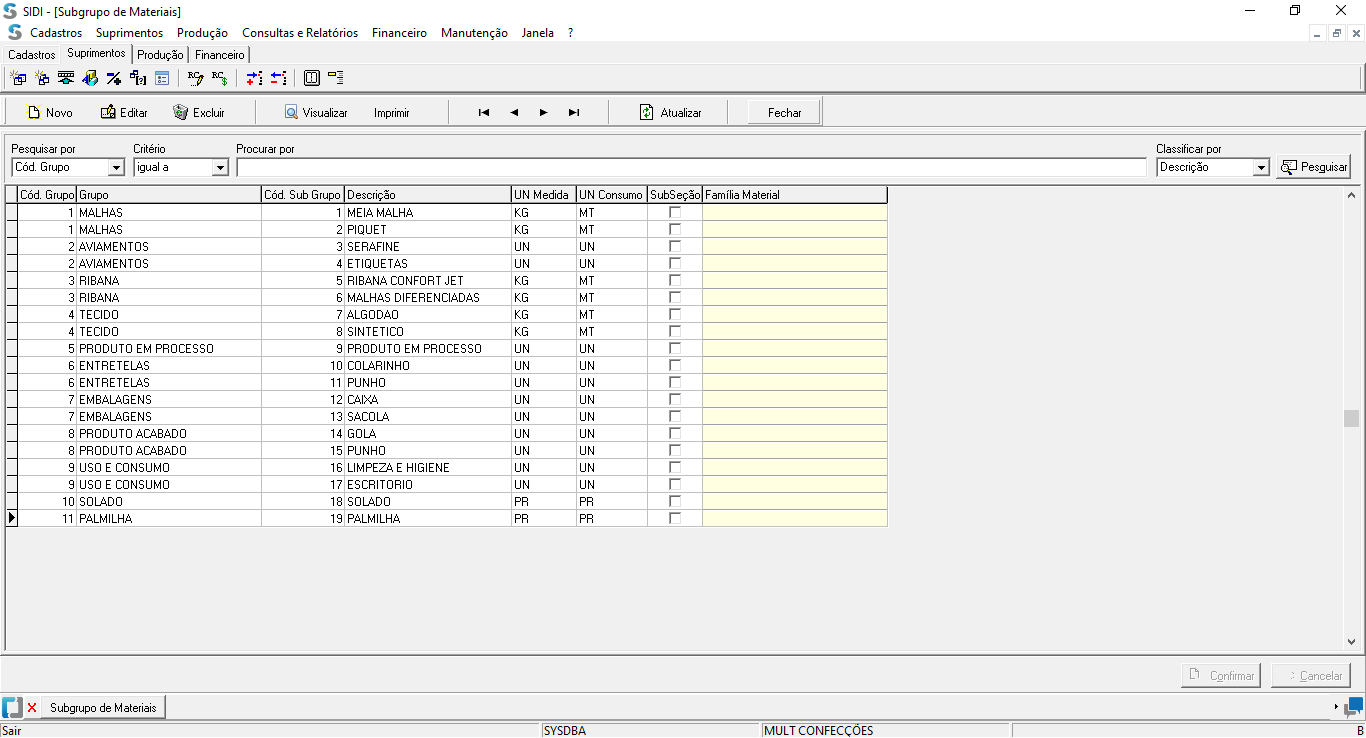 SIDI - [Subgrupo de Materiais]
Cadastros Suprimentos Produção Consultas e Relatórios Financeiro Manutenção Janela ?
Cadastros Suprimentos Produção Financeiro
Novo Editar Excluir Visualizar Imprimir Atualizar Fechar
Pesquisar por Critério Procurar por Classificar por
Cód. Grupo igual a Descrição Pesquisar
Cód. Grupo Grupo Cód. Sub Grupo Descrição UN Medida UN Consumo SubSeção Família Material
1 MALHAS 1 MEIA MALHA KG MT
1 MALHAS 2 PIQUET KG MT
2 AVIAMENTOS 3 SERAFINE UN UN
2 AVIAMENTOS 4 ETIQUETAS UN UN
3 RIBANA 5 RIBANA CONFORT JET KG MT
3 RIBANA 6 MALHAS DIFERENCIADAS KG MT
4 TECIDO 7 ALGODAO KG MT
4 TECIDO 8 SINTETICO KG MT
5 PRODUTO EM PROCESSO 9 PRODUTO EM PROCESSO UN UN
6 ENTRETELAS 10 COLARINHO UN UN
6 ENTRETELAS 11 PUNHO UN UN
7 EMBALAGENS 12 CAIXA UN UN
7 EMBALAGENS 13 SACOLA UN UN
8 PRODUTO ACABADO 14 GOLA UN UN
8 PRODUTO ACABADO 15 PUNHO UN UN
9 USO E CONSUMO 16 LIMPEZA E HIGIENE UN UN
9 USO E CONSUMO 17 ESCRITORIO UN UN
10 SOLADO 18 SOLADO PR PR
11 PALMILHA 19 PALMILHA PR PR
Confirmar Cancelar
Subgrupo de Materiais
Sair SYSDBA MULT CONFECÇÕES B